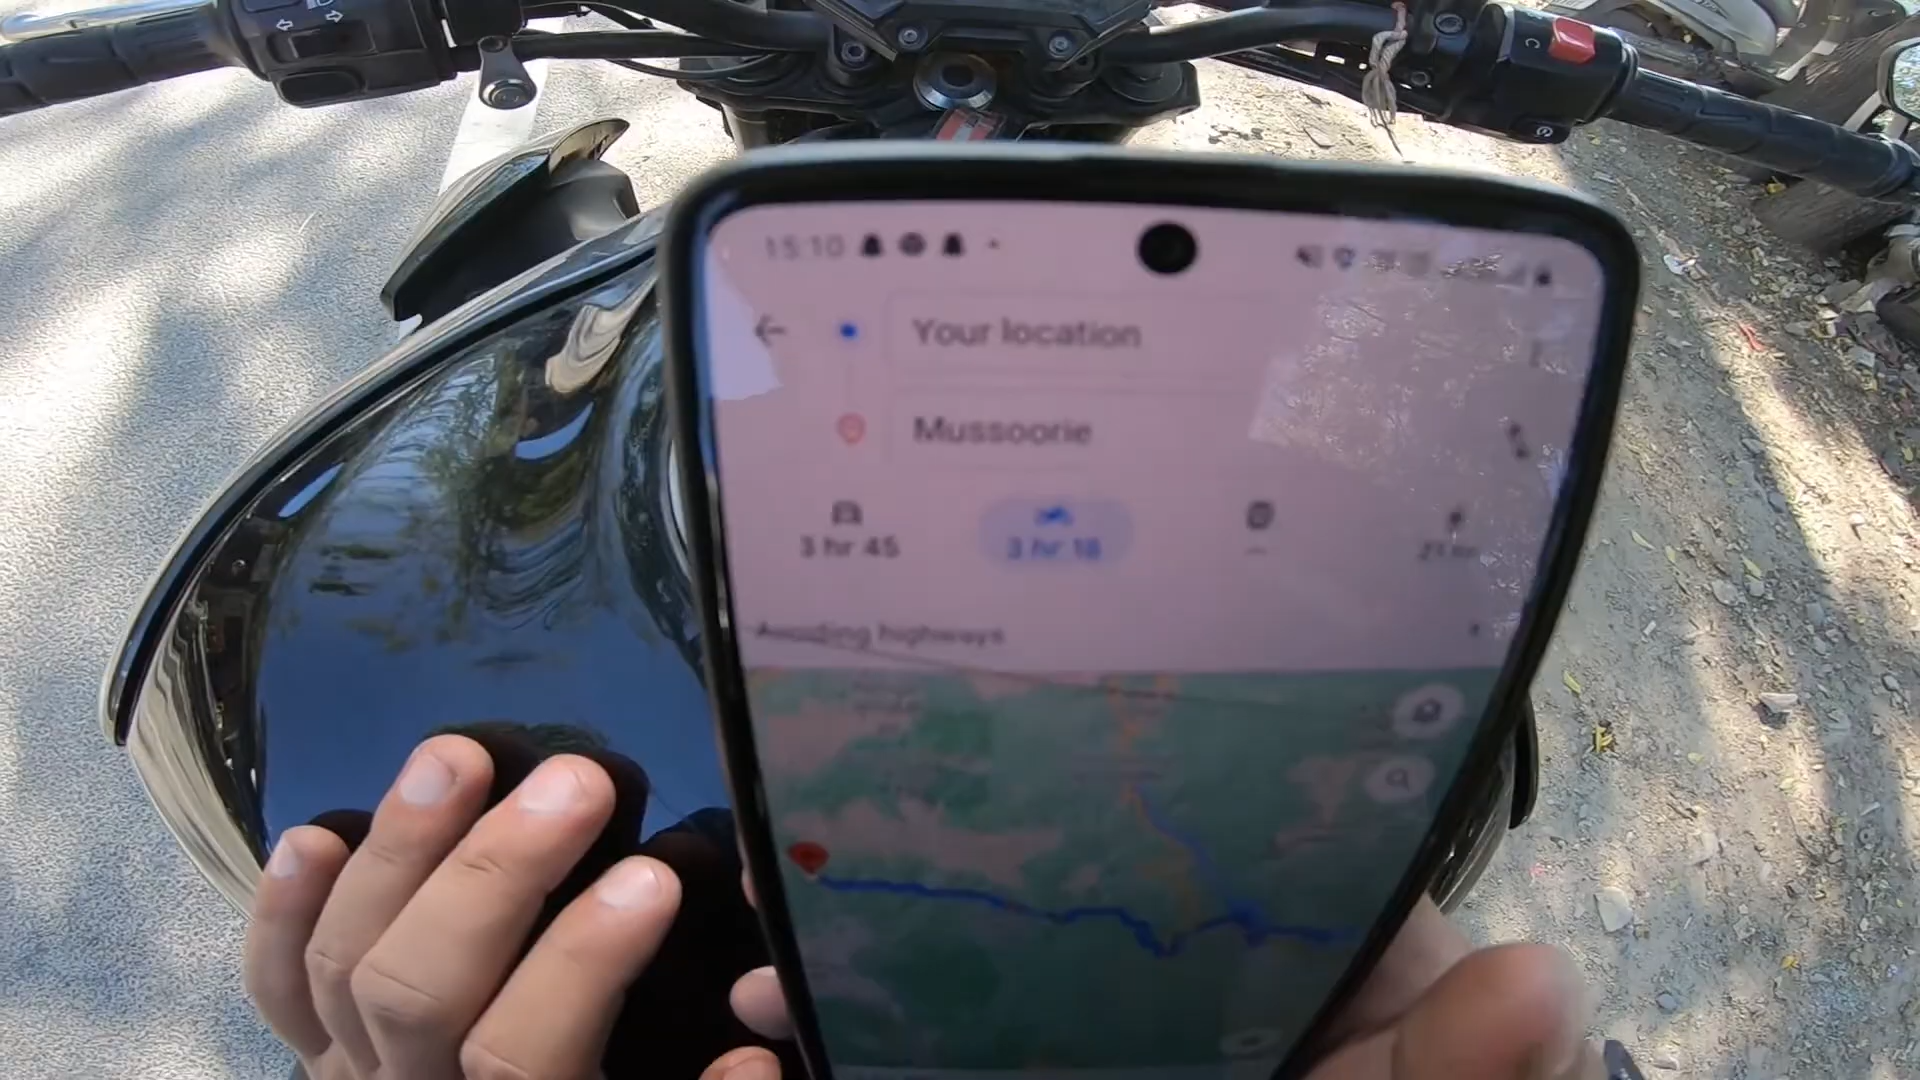 15:10
Your location
Mussoorie
3 hr 45
3 hr 18
Avoiding highways